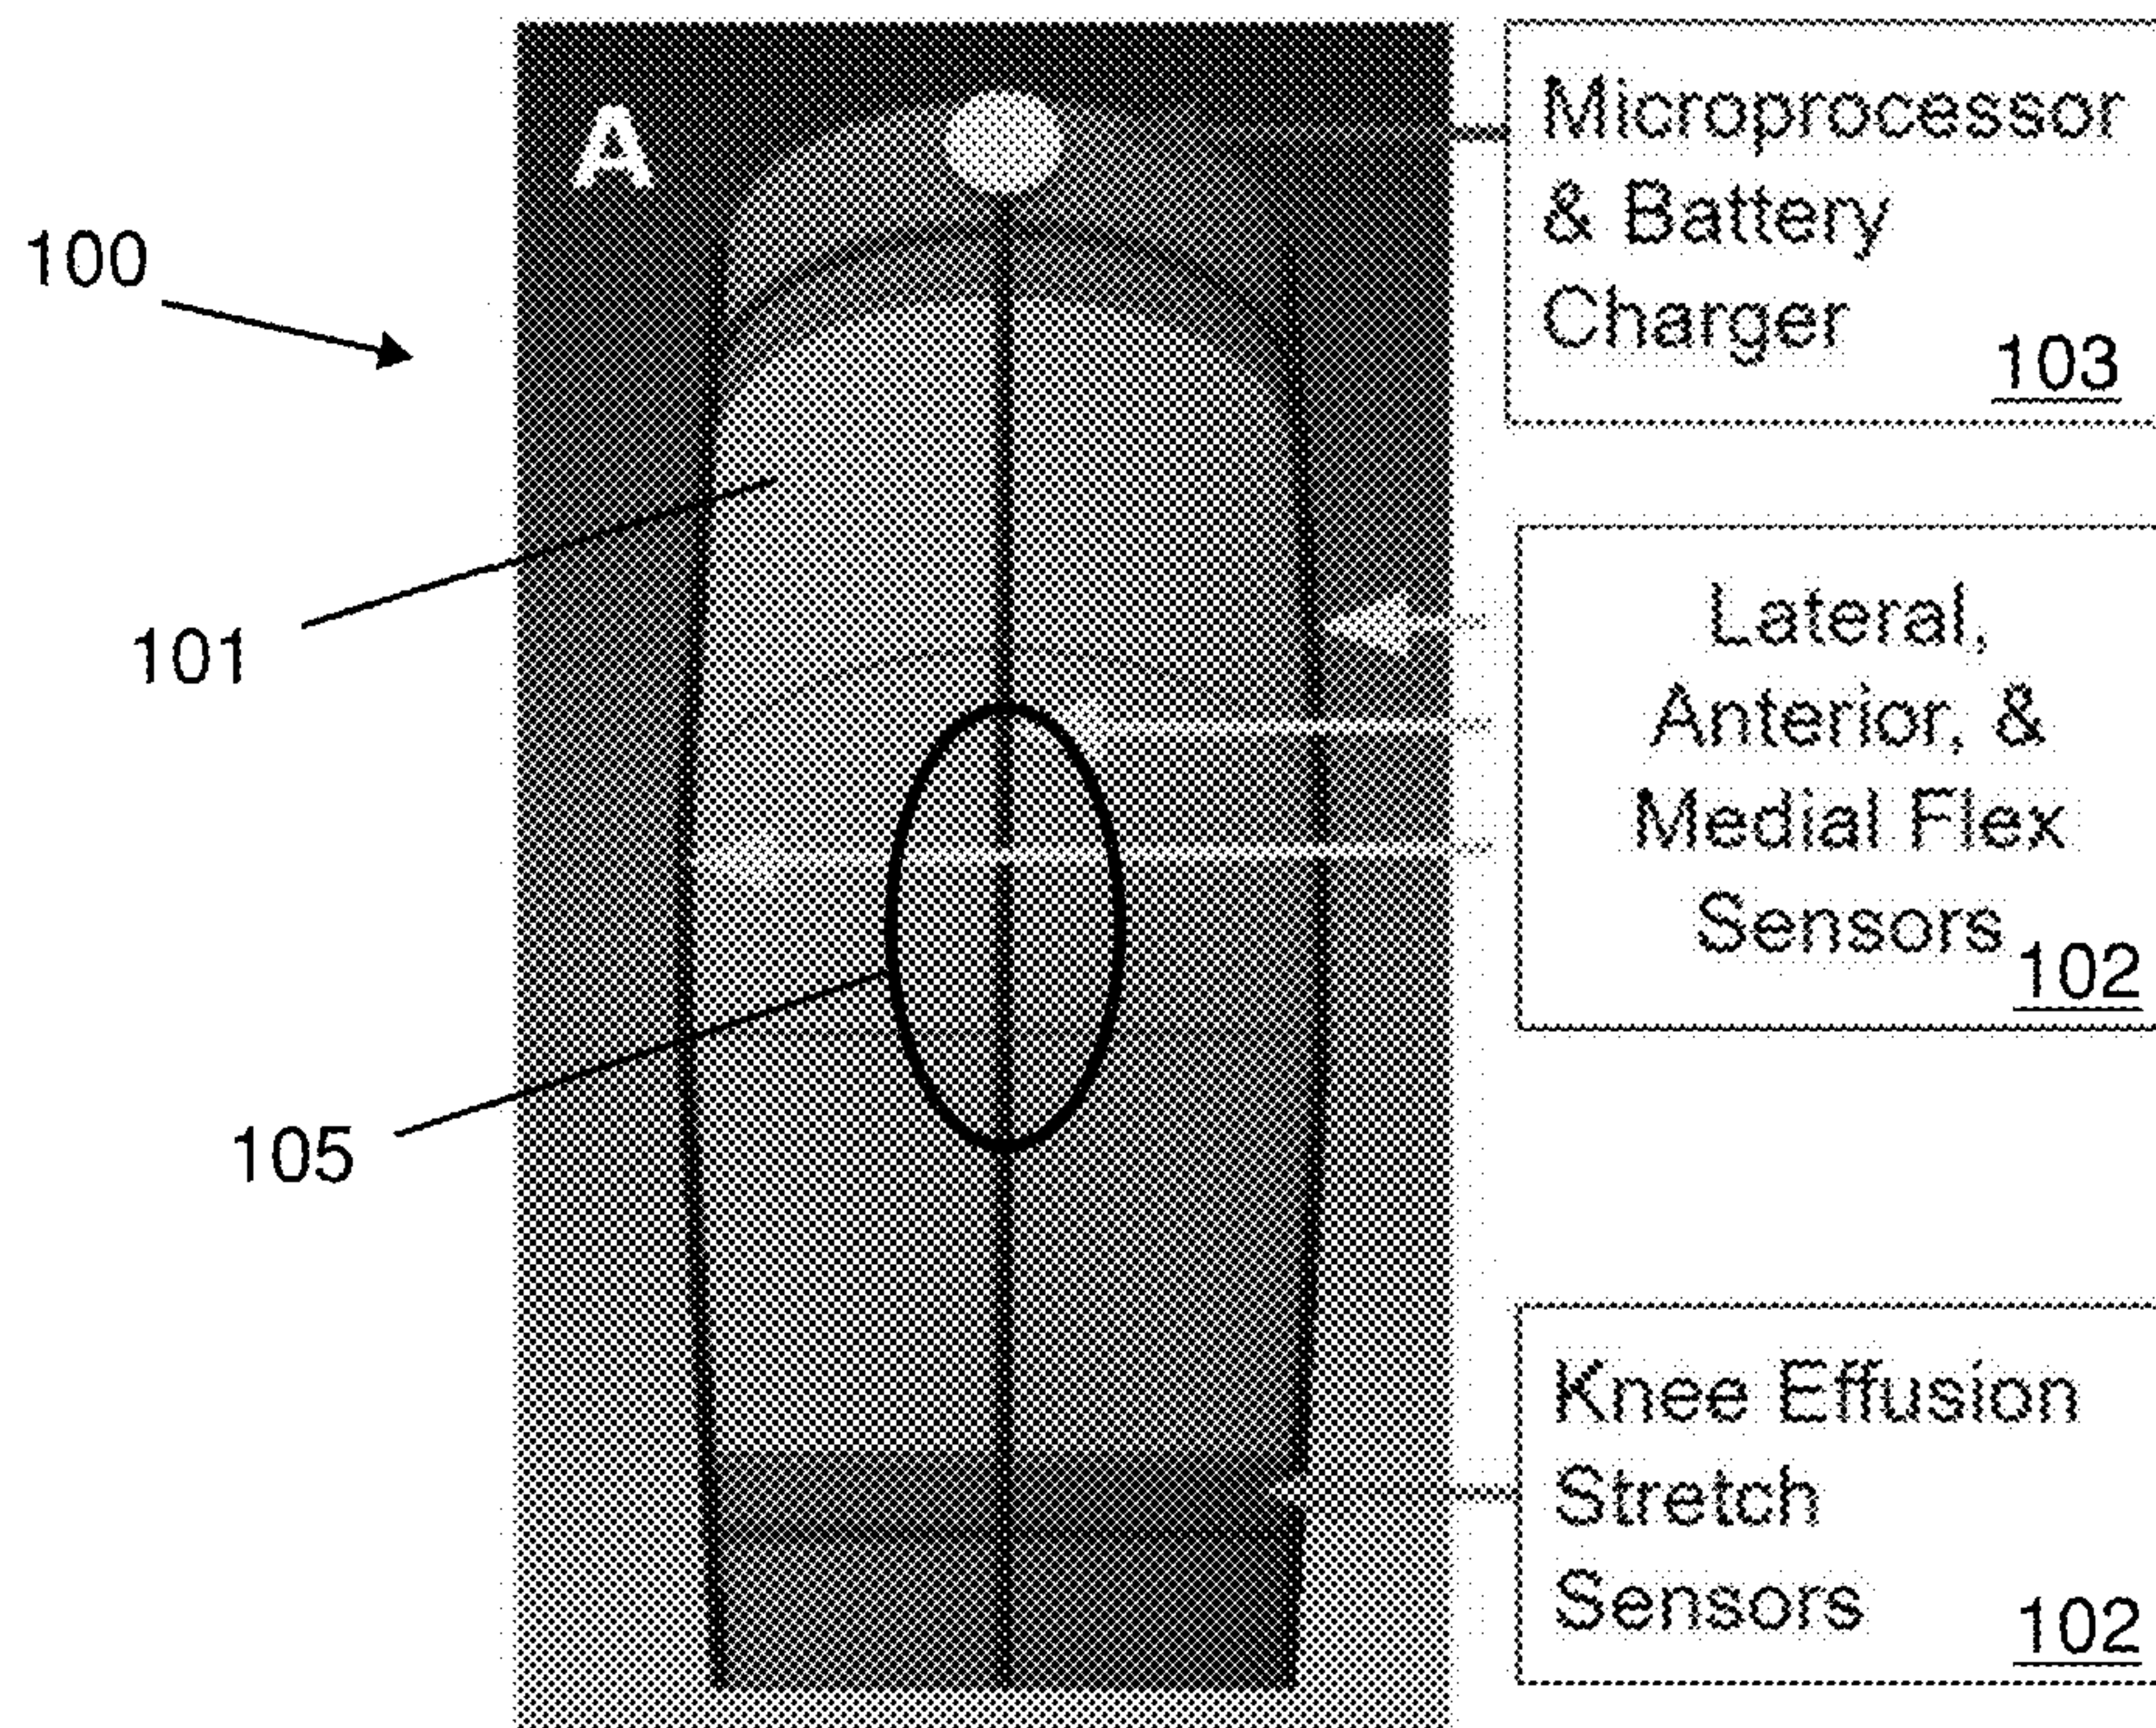 A
100
101
105
Microprocessor
& Battery
Charger
103
Lateral,
Anterior, &
Medial Flex
Sensors
102
Knee Effusion
Stretch
Sensors
102